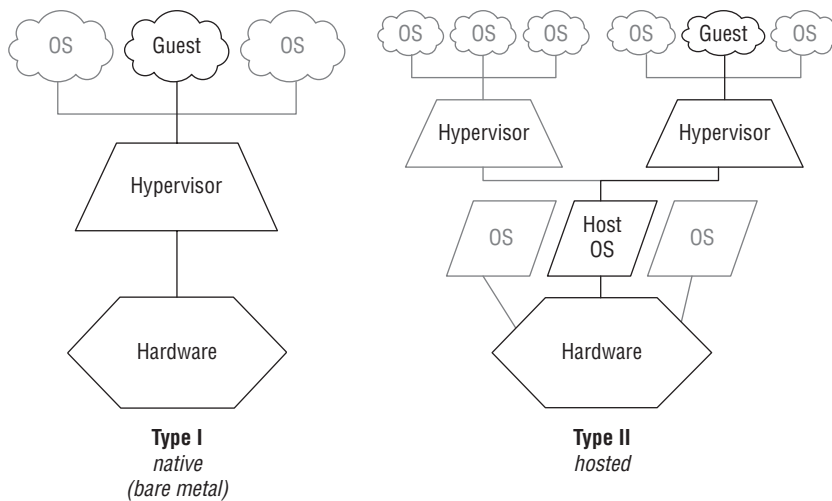 OS
Guest
OS
Hypervisor
Hardware
Type I
native
(bare metal)
OS
OS
OS
OS
Guest
OS
Hypervisor
Hypervisor
OS
Host
OS
OS
Hardware
Type II
hosted